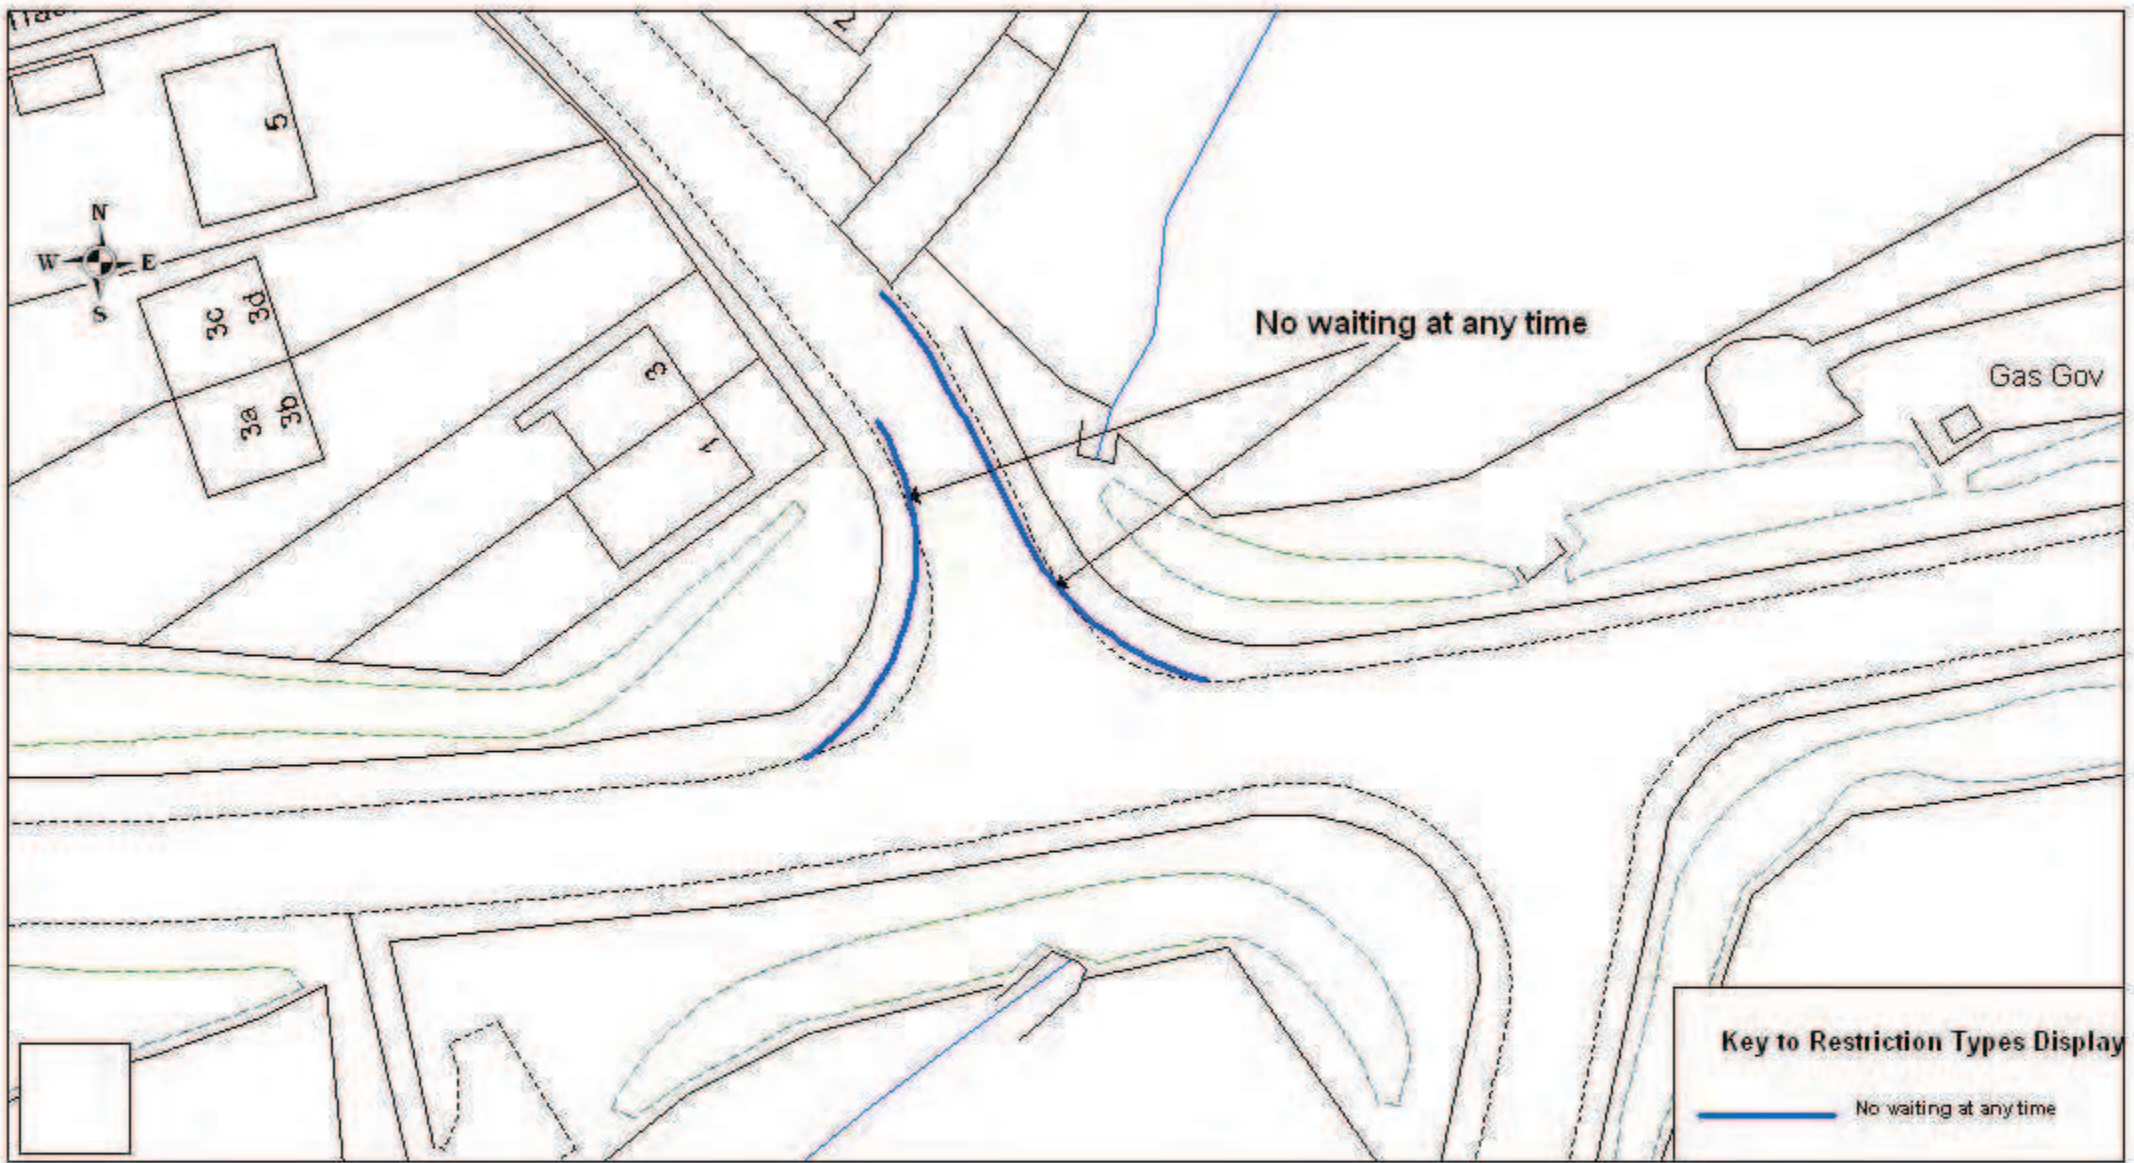 2
5
N
W E
S
3c
3d
3a
3b
3
1
No waiting at any time
Gas Gov
Key to Restriction Types Display
No waiting at any time